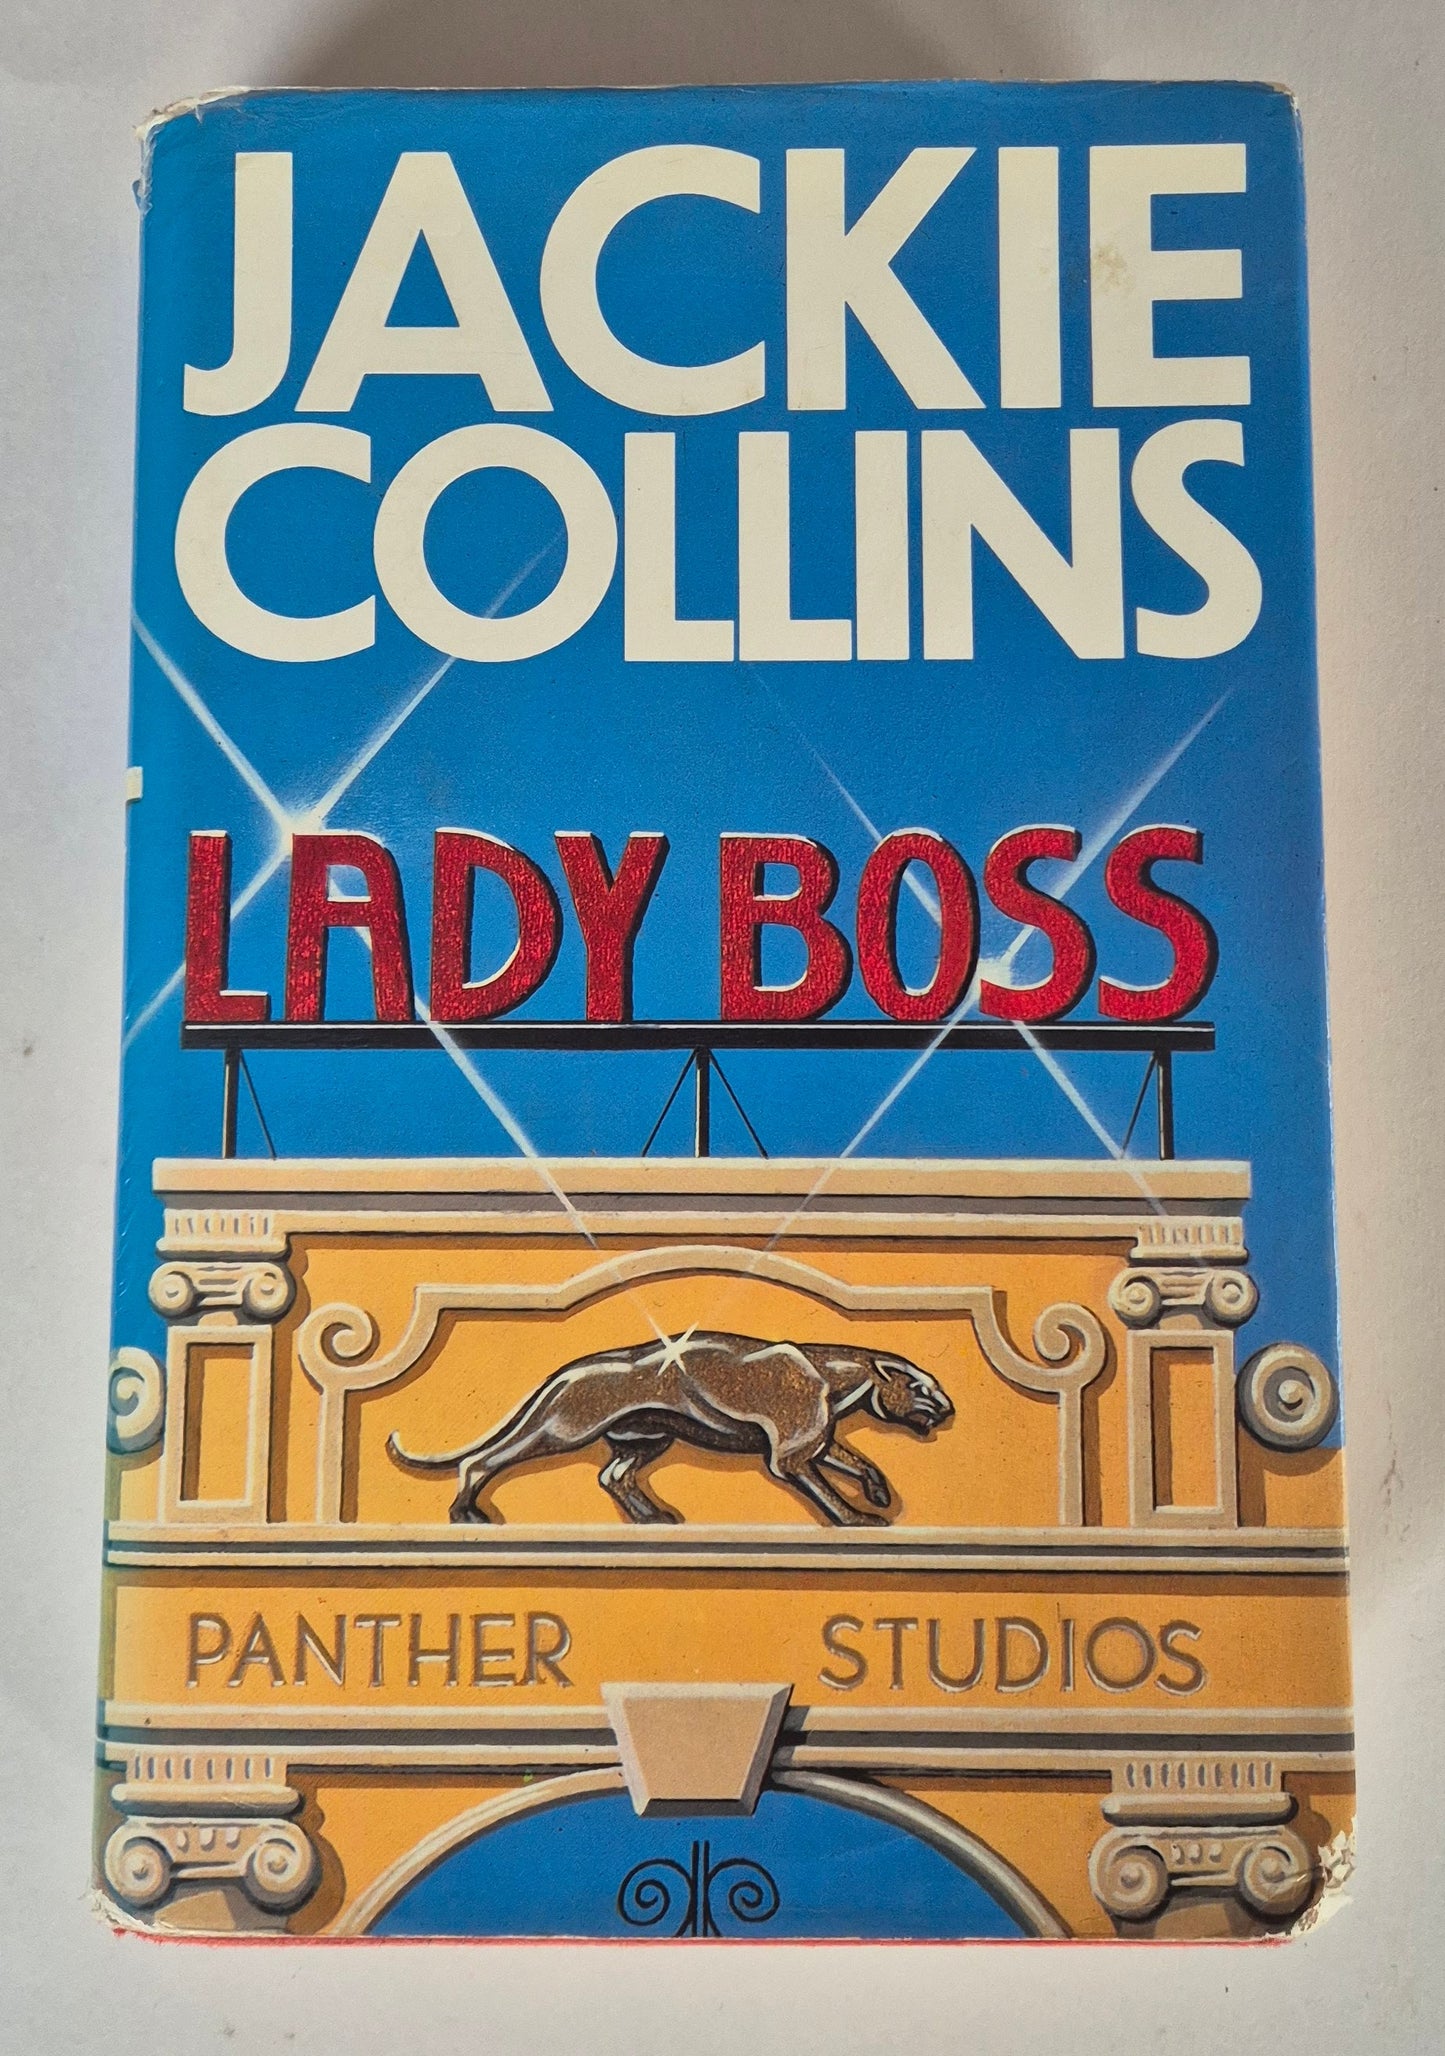 JACKIE
COLLINS
LADY BOSS
PANTHER STUDIOS